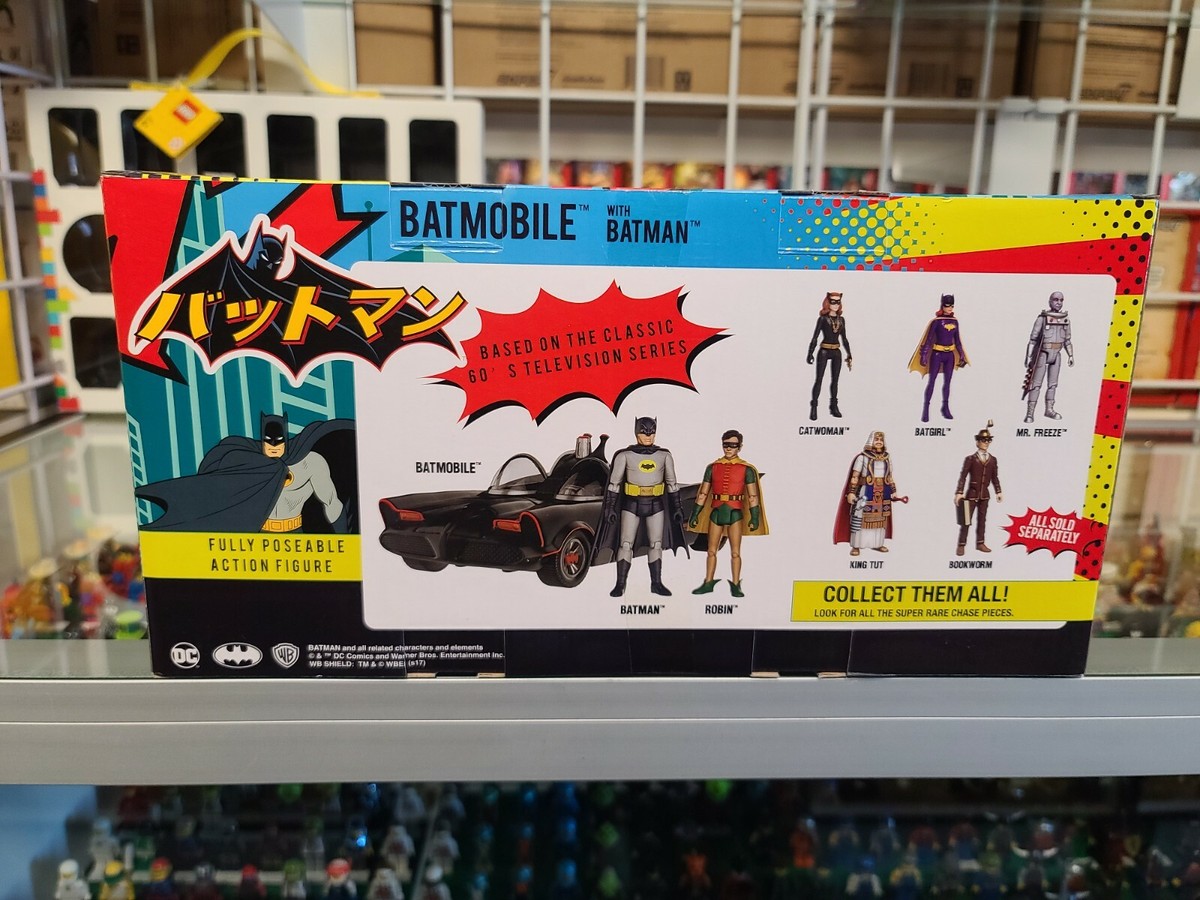 BATMOBILE™ WITH
BATMAN™
バットマン
BASED ON THE CLASSIC
60' S TELEVISION SERIES
CATWOMAN™
BATGIRL™
MR. FREEZE™
BATMOBILE™
KING TUT
BOOKWORM
ALL SOLD
SEPARATELY
FULLY POSEABLE
ACTION FIGURE
BATMAN™
ROBIN™
COLLECT THEM ALL!
LOOK FOR ALL THE SUPER RARE CHASE PIECES.
DC
WB
BATMAN and all related characters and elements
© & ™ DC Comics and Warner Bros. Entertainment Inc.
WB SHIELD: TM & © WBEI (s17)